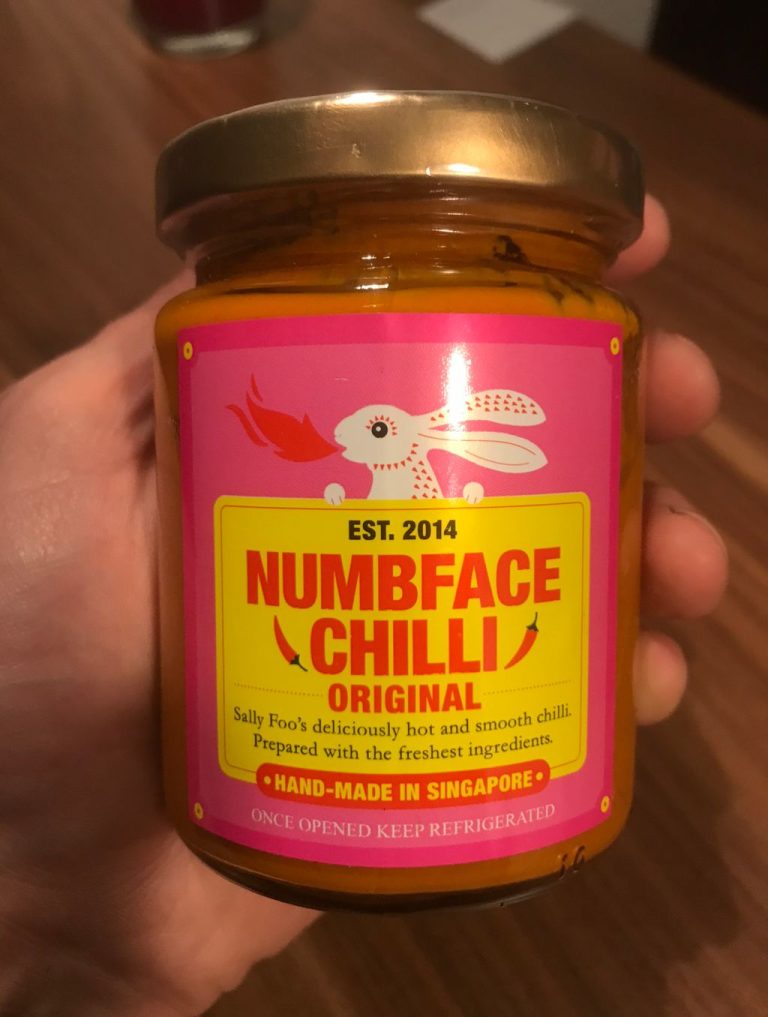 EST. 2014
NUMBFACE
CHILLI
ORIGINAL
Sally Foo's deliciously hot and smooth chilli.
Prepared with the freshest ingredients.
•HAND-MADE IN SINGAPORE•
ONCE OPENED KEEP REFRIGERATED